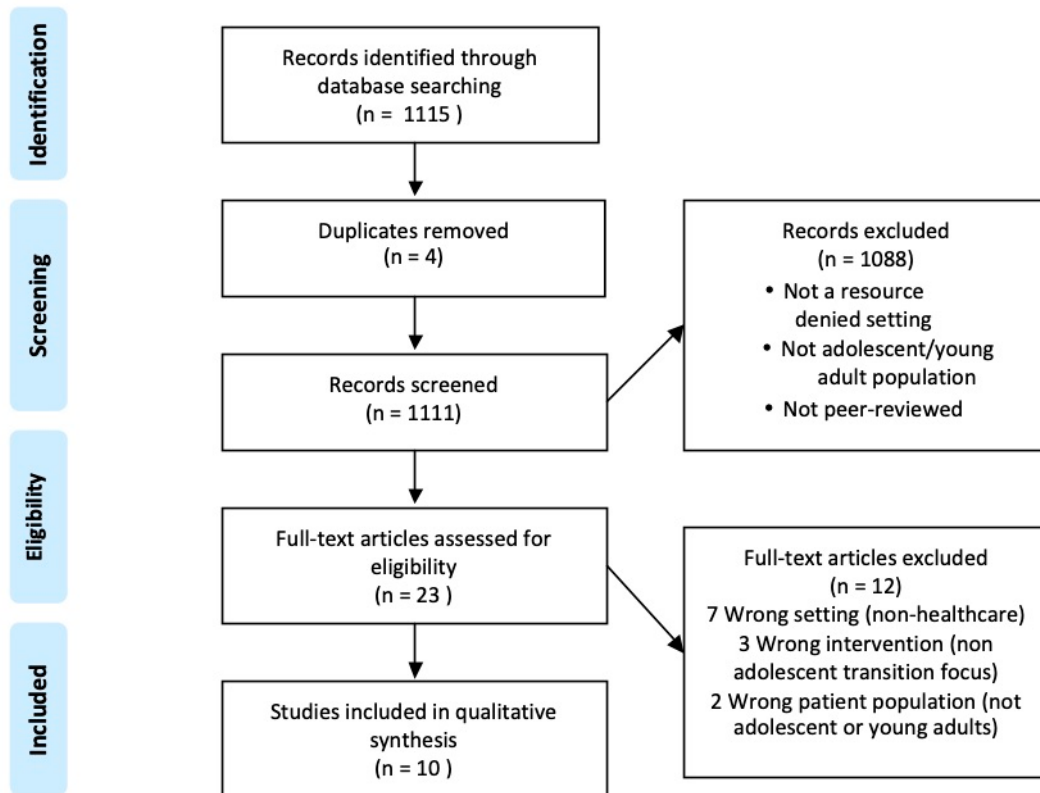 Identification
Records identified through
database searching
(n =  1115 )
Screening
Duplicates removed
(n = 4)
Records excluded
(n = 1088)
• Not a resource
denied setting
• Not adolescent/young
adult population
• Not peer-reviewed
Records screened
(n = 1111)
Eligibility
Full-text articles assessed for
eligibility
(n = 23 )
Full-text articles excluded
(n = 12)
7 Wrong setting (non-healthcare)
3 Wrong intervention (non
adolescent transition focus)
2 Wrong patient population (not
adolescent or young adults)
Included
Studies included in qualitative
synthesis
(n = 10 )